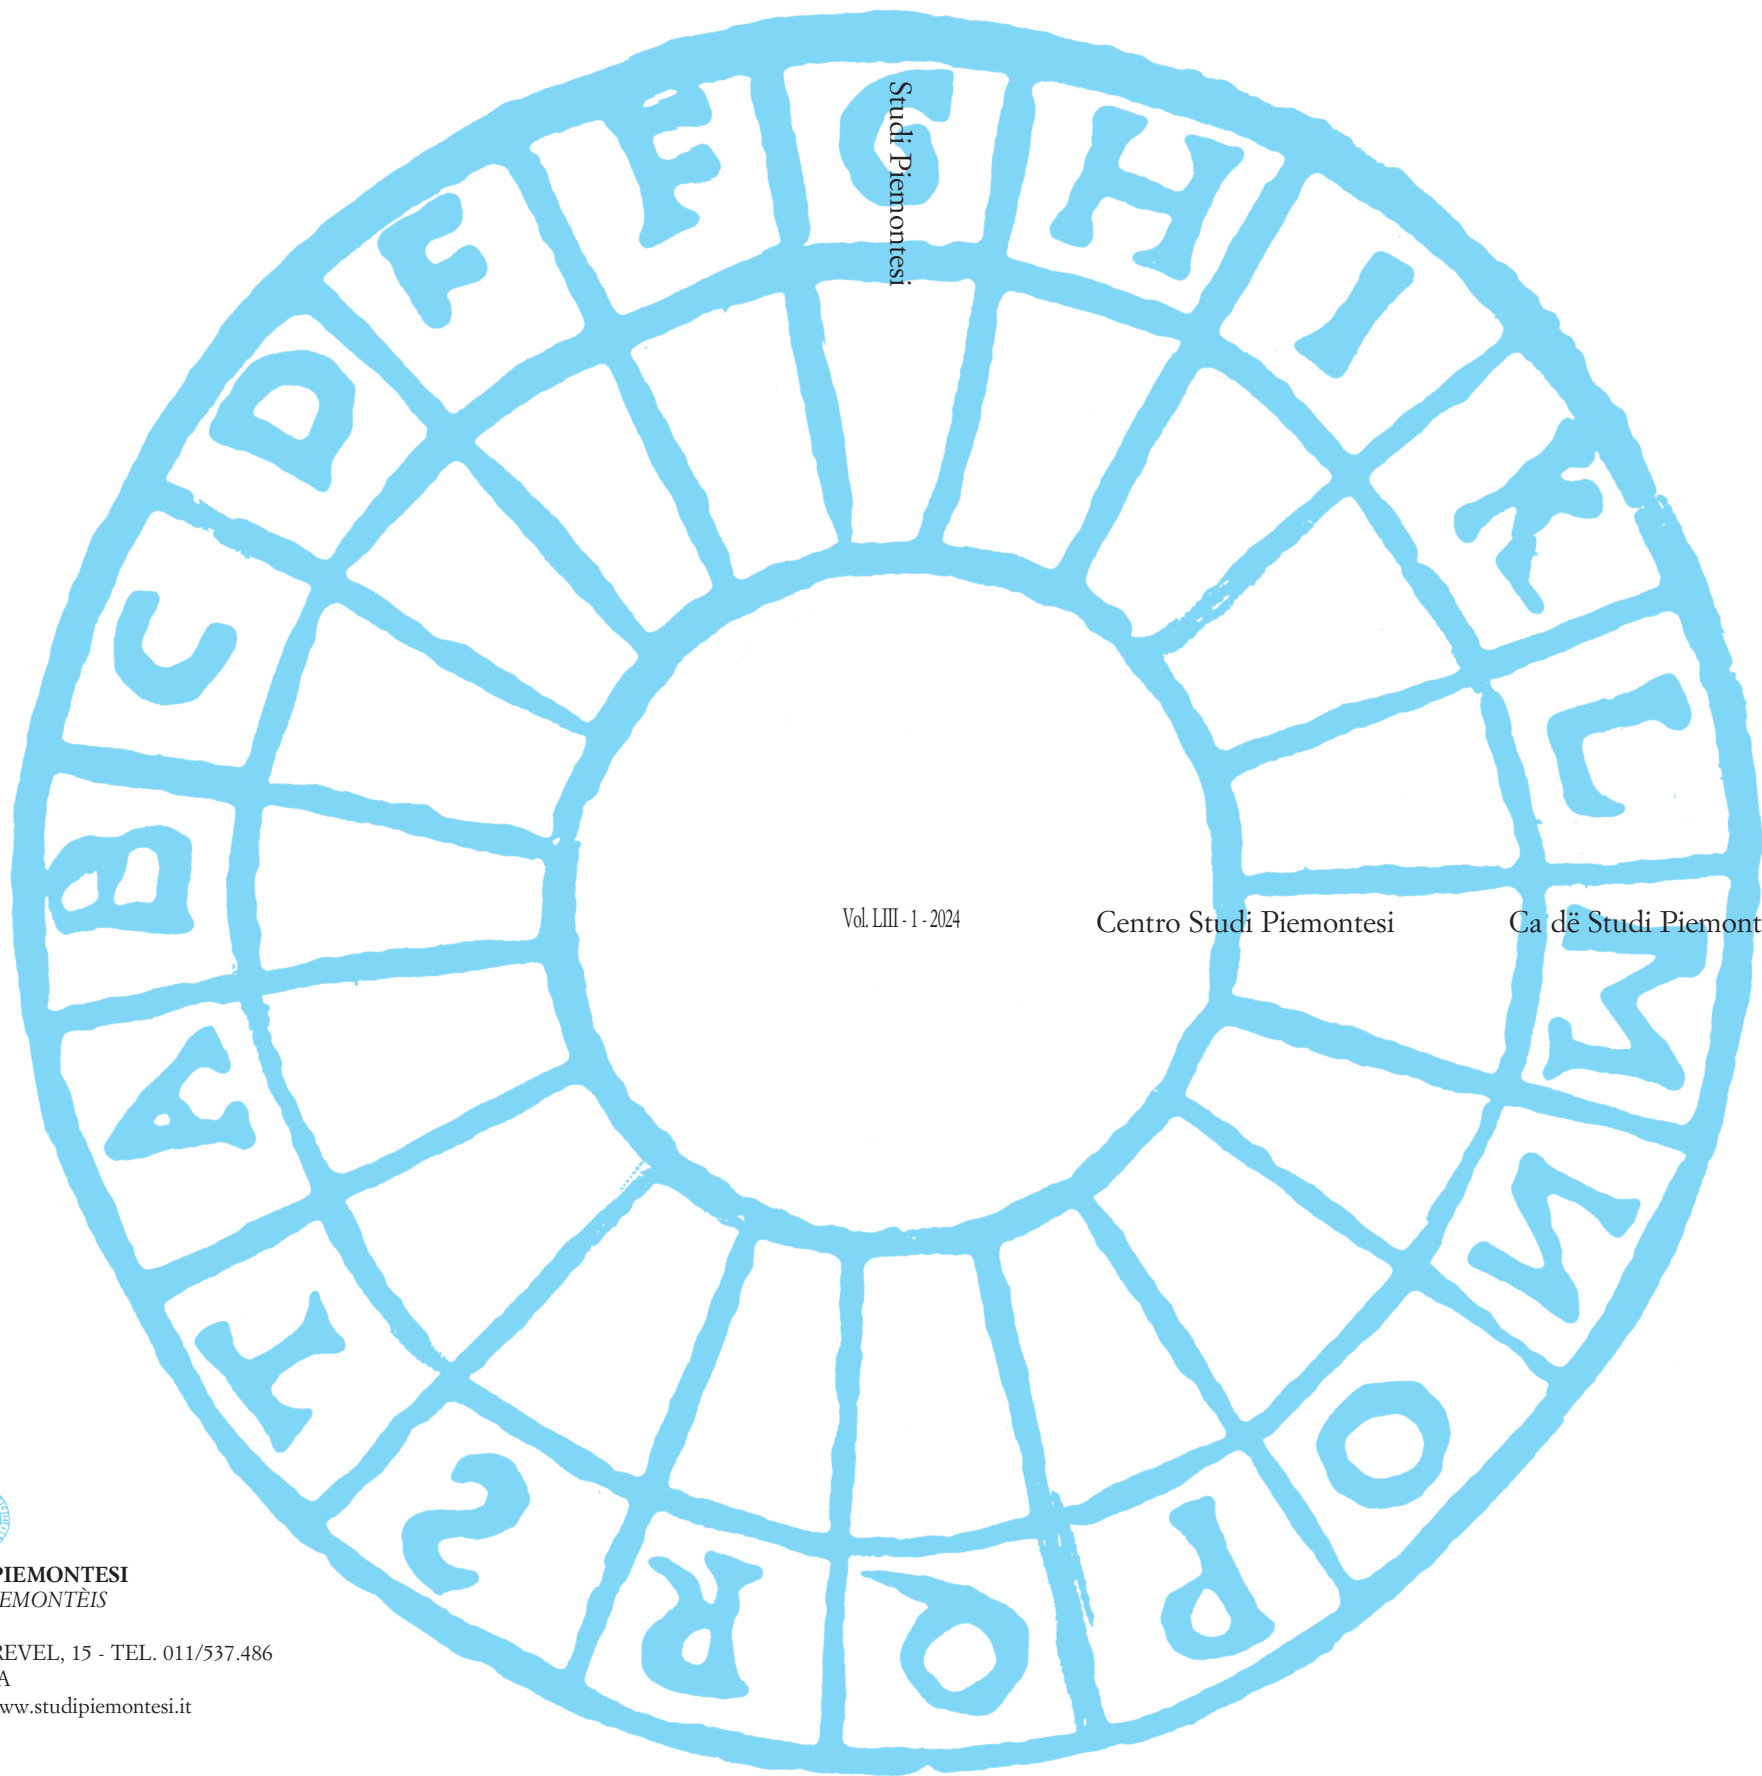 Studi Piemontesi
F
F
G
H
I
K
L
M
N
O
P
Q
R
S
T
A
B
C
D
Vol. LIII - 1 - 2024
Centro Studi Piemontesi
Ca dë Studi Piemont
PIEMONTESI
EMONTÈIS
REVEL, 15 - TEL. 011/537.486
A
ww.studipiemontesi.it